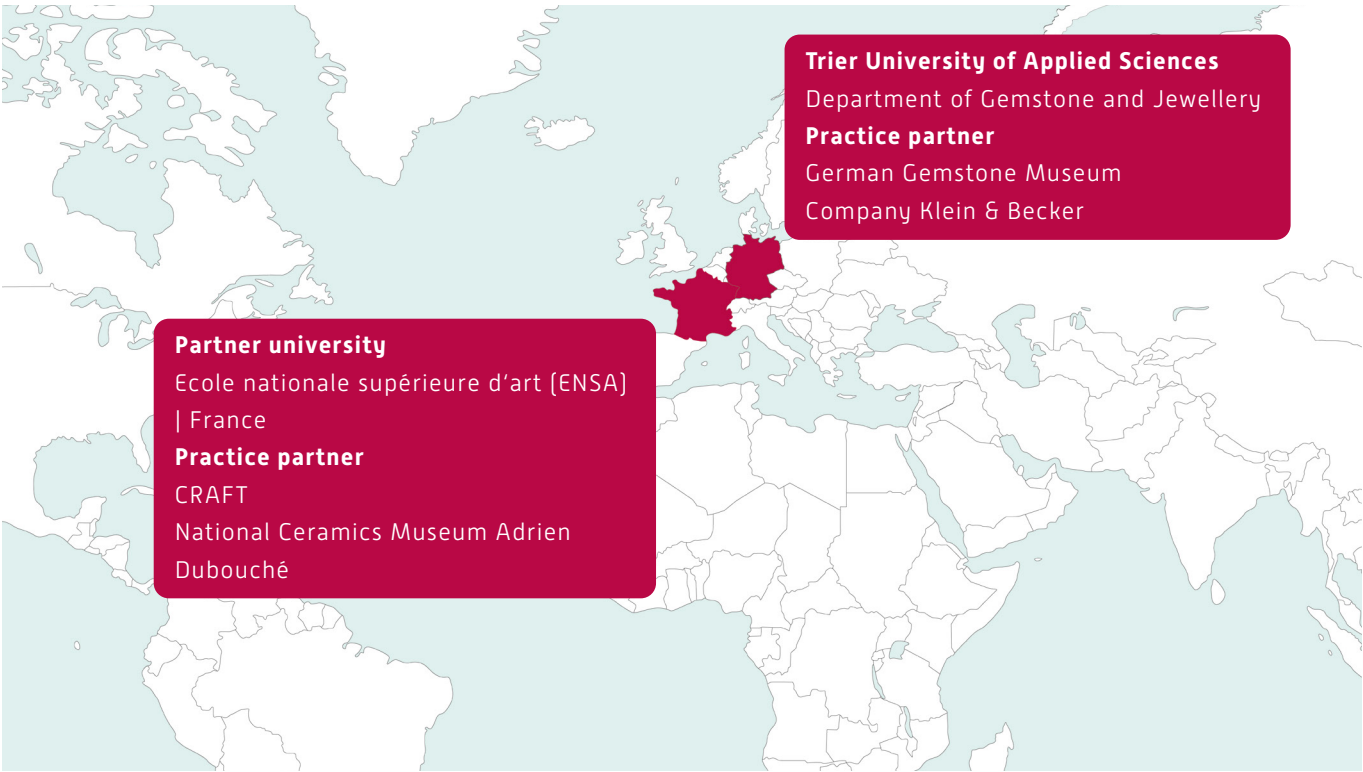 Trier University of Applied Sciences
Department of Gemstone and Jewellery
Practice partner
German Gemstone Museum
Company Klein & Becker
Partner university
Ecole nationale supérieure d‘art (ENSA)
| France
Practice partner
CRAFT
National Ceramics Museum Adrien
Dubouché